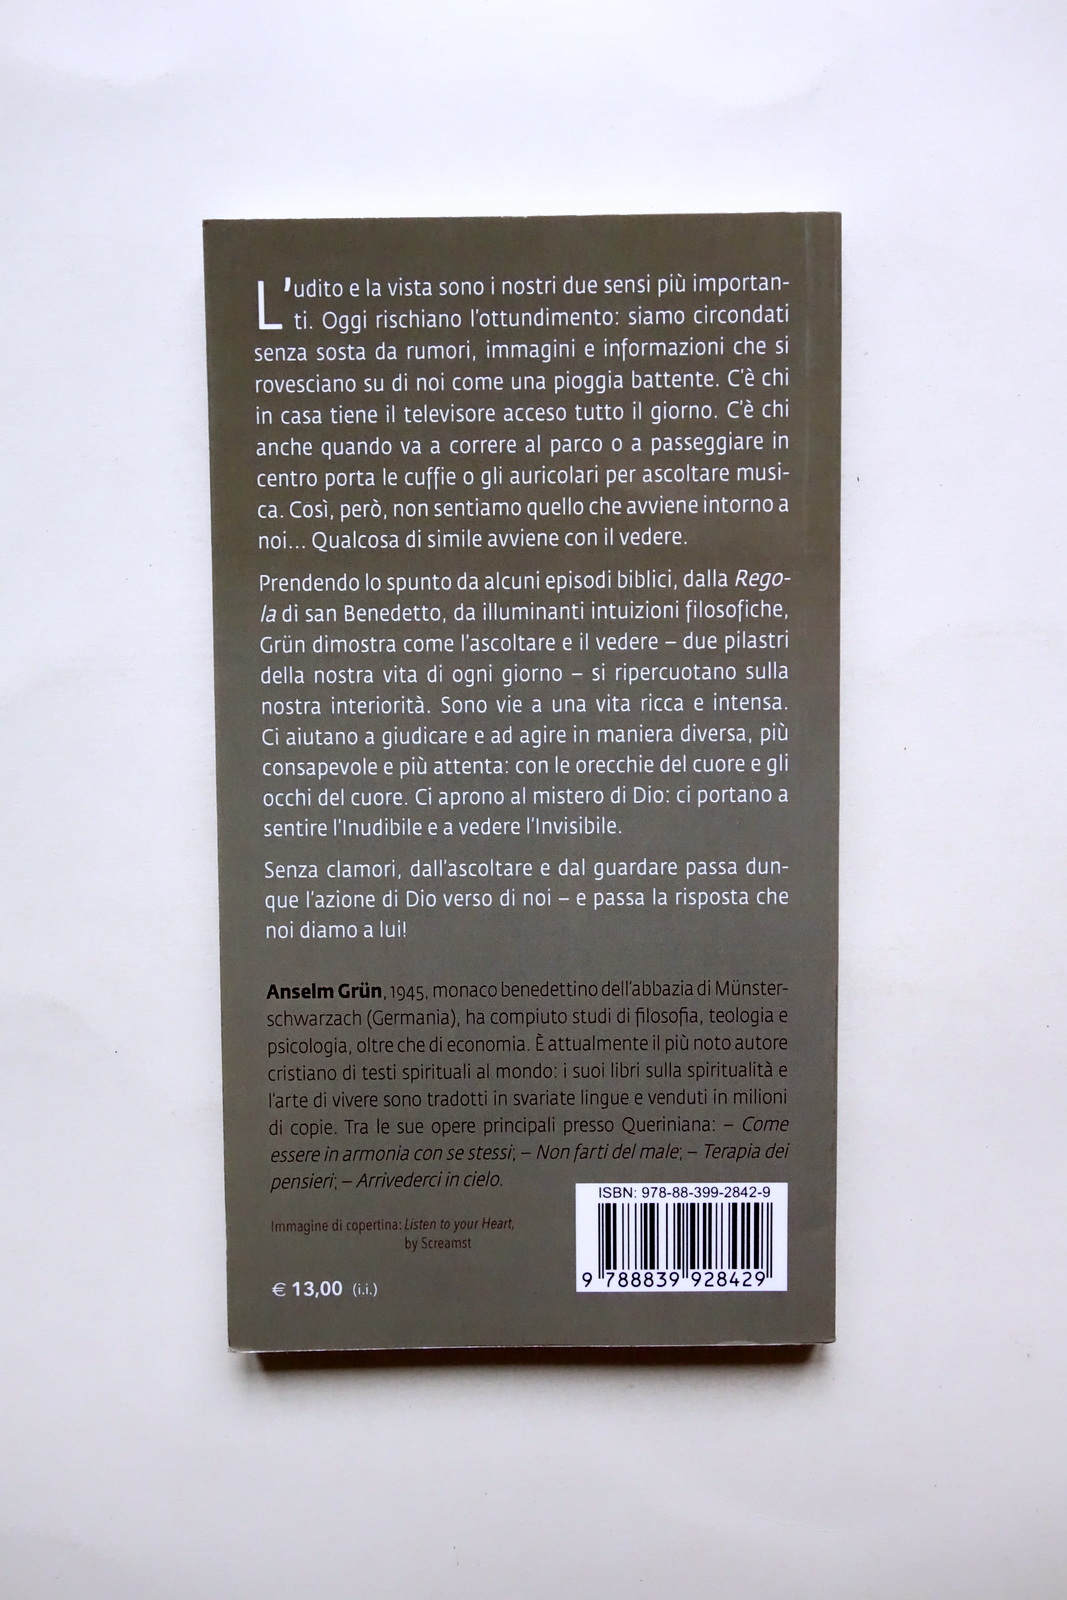 L'udito e la vista sono i nostri due sensi più importan-
ti. Oggi rischiano l'ottundimento: siamo circondati
senza sosta da rumori, immagini e informazioni che si
rovesciano su di noi come una pioggia battente. C'è chi
in casa tiene il televisore acceso tutto il giorno. C'è chi
anche quando va a correre al parco o a passeggiare in
centro porta le cuffie o gli auricolari per ascoltare musi-
ca. Così, però, non sentiamo quello che avviene intorno a
noi... Qualcosa di simile avviene con il vedere.
Prendendo lo spunto da alcuni episodi biblici, dalla Rego-
la di san Benedetto, da illuminanti intuizioni filosofiche,
Grün dimostra come l'ascoltare e il vedere – due pilastri
della nostra vita di ogni giorno – si ripercuotano sulla
nostra interiorità. Sono vie a una vita ricca e intensa.
Ci aiutano a giudicare e ad agire in maniera diversa, più
consapevole e più attenta: con le orecchie del cuore e gli
occhi del cuore. Ci aprono al mistero di Dio: ci portano a
sentire l'Inudibile e a vedere l'Invisibile.
Senza clamori, dall'ascoltare e dal guardare passa dun-
que l'azione di Dio verso di noi – e passa la risposta che
noi diamo a lui!
Anselm Grün, 1945, monaco benedettino dell'abbazia di Münster-
schwarzach (Germania), ha compiuto studi di filosofia, teologia e
psicologia, oltre che di economia. È attualmente il più noto autore
cristiano di testi spirituali al mondo: i suoi libri sulla spiritualità e
l'arte di vivere sono tradotti in svariate lingue e venduti in milioni
di copie. Tra le sue opere principali presso Queriniana: – Come
essere in armonia con se stessi; – Non farti del male; – Terapia dei
pensieri; – Arrivederci in cielo.
Immagine di copertina: Listen to your Heart,
by Screamst
€ 13,00 (i.i.)
ISBN: 978-88-399-2842-9
9 788839 928429